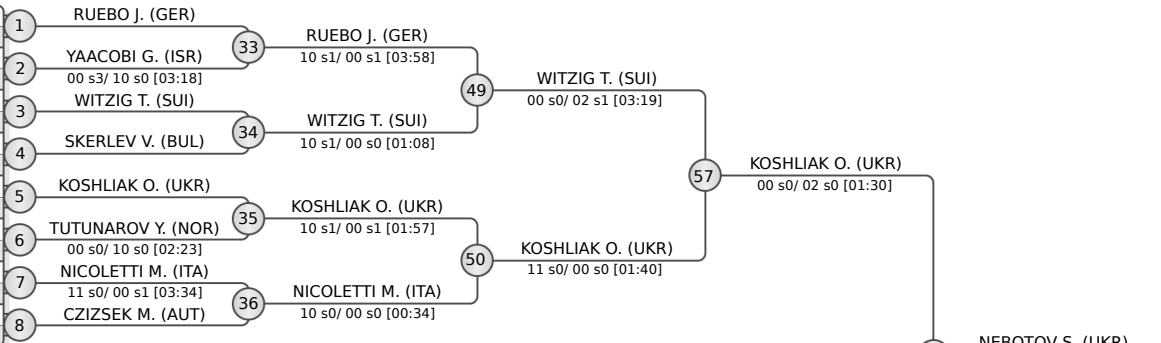 1
RUEBO J. (GER)
2
YAACOBI G. (ISR)
00 s3/ 10 s0 [03:18]
33
RUEBO J. (GER)
10 s1/ 00 s1 [03:58]
3
WITZIG T. (SUI)
4
SKERLEV V. (BUL)
34
WITZIG T. (SUI)
10 s1/ 00 s0 [01:08]
49
WITZIG T. (SUI)
00 s0/ 02 s1 [03:19]
5
KOSHLIAK O. (UKR)
6
TUTUNAROV Y. (NOR)
00 s0/ 10 s0 [02:23]
35
KOSHLIAK O. (UKR)
10 s1/ 00 s1 [01:57]
7
NICOLETTI M. (ITA)
11 s0/ 00 s1 [03:34]
8
CZIZSEK M. (AUT)
36
NICOLETTI M. (ITA)
10 s0/ 00 s0 [00:34]
50
KOSHLIAK O. (UKR)
11 s0/ 00 s0 [01:40]
57
KOSHLIAK O. (UKR)
00 s0/ 02 s0 [01:30]